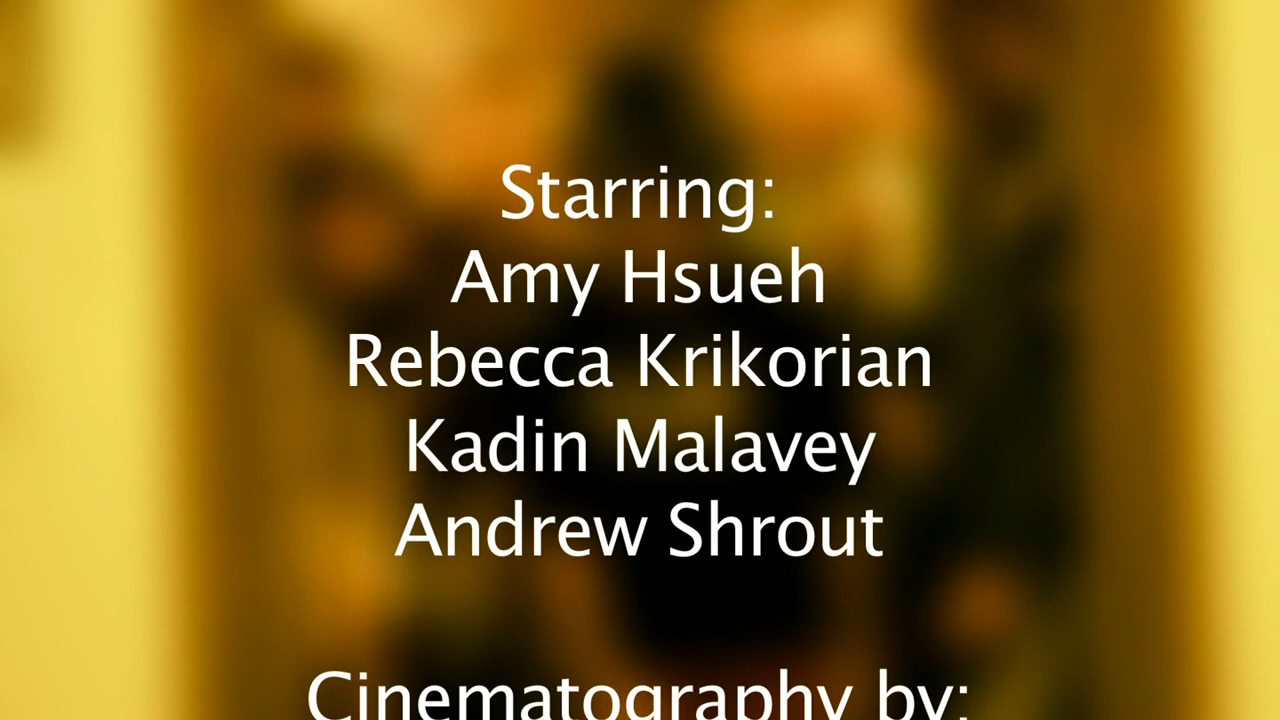 Starring:
Amy Hsueh
Rebecca Krikorian
Kadin Malavey
Andrew Shrout
Cinematography by: